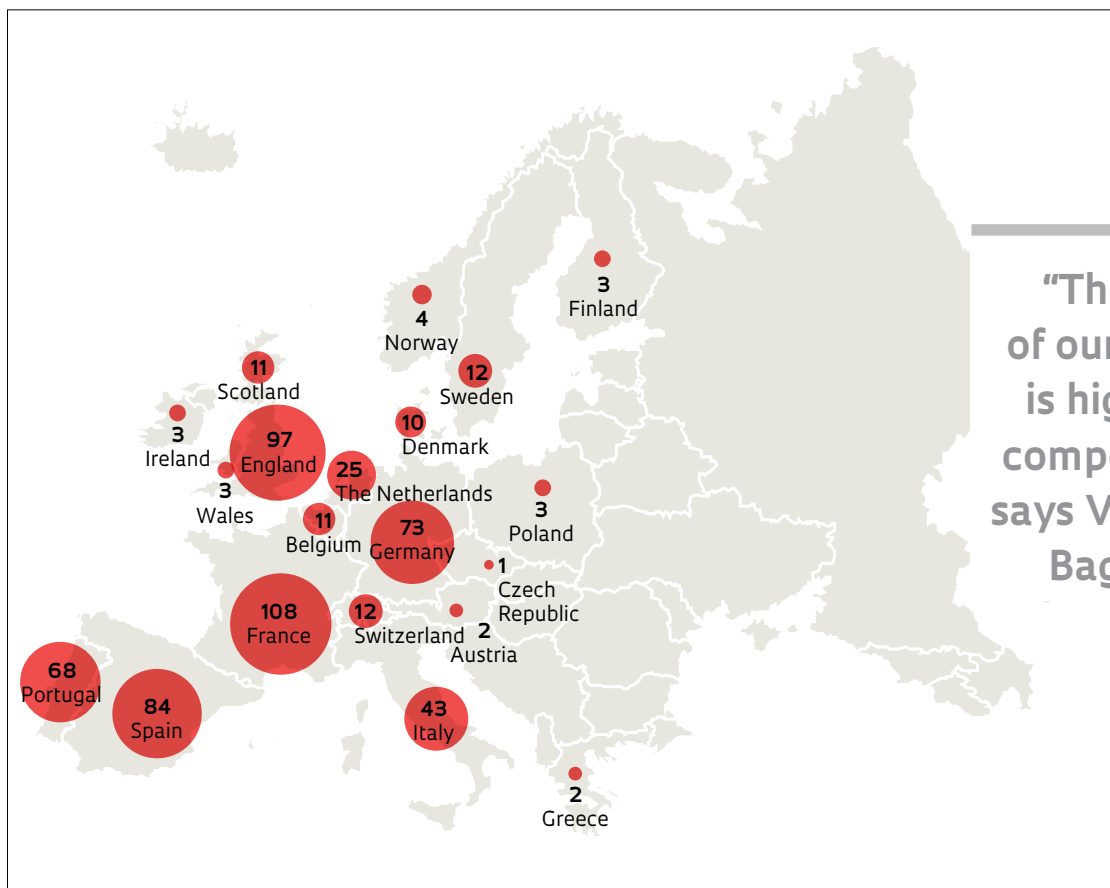 3
Finland
4
Norway
11
Scotland
12
Sweden
10
Denmark
3
Ireland
97
England
3
Wales
25
The Netherlands
11
Belgium
73
Germany
3
Poland
1
Czech
Republic
108
France
12
Switzerland
2
Austria
68
Portugal
84
Spain
43
Italy
2
Greece
“Th
of our
is hig
compe
says V
Bag